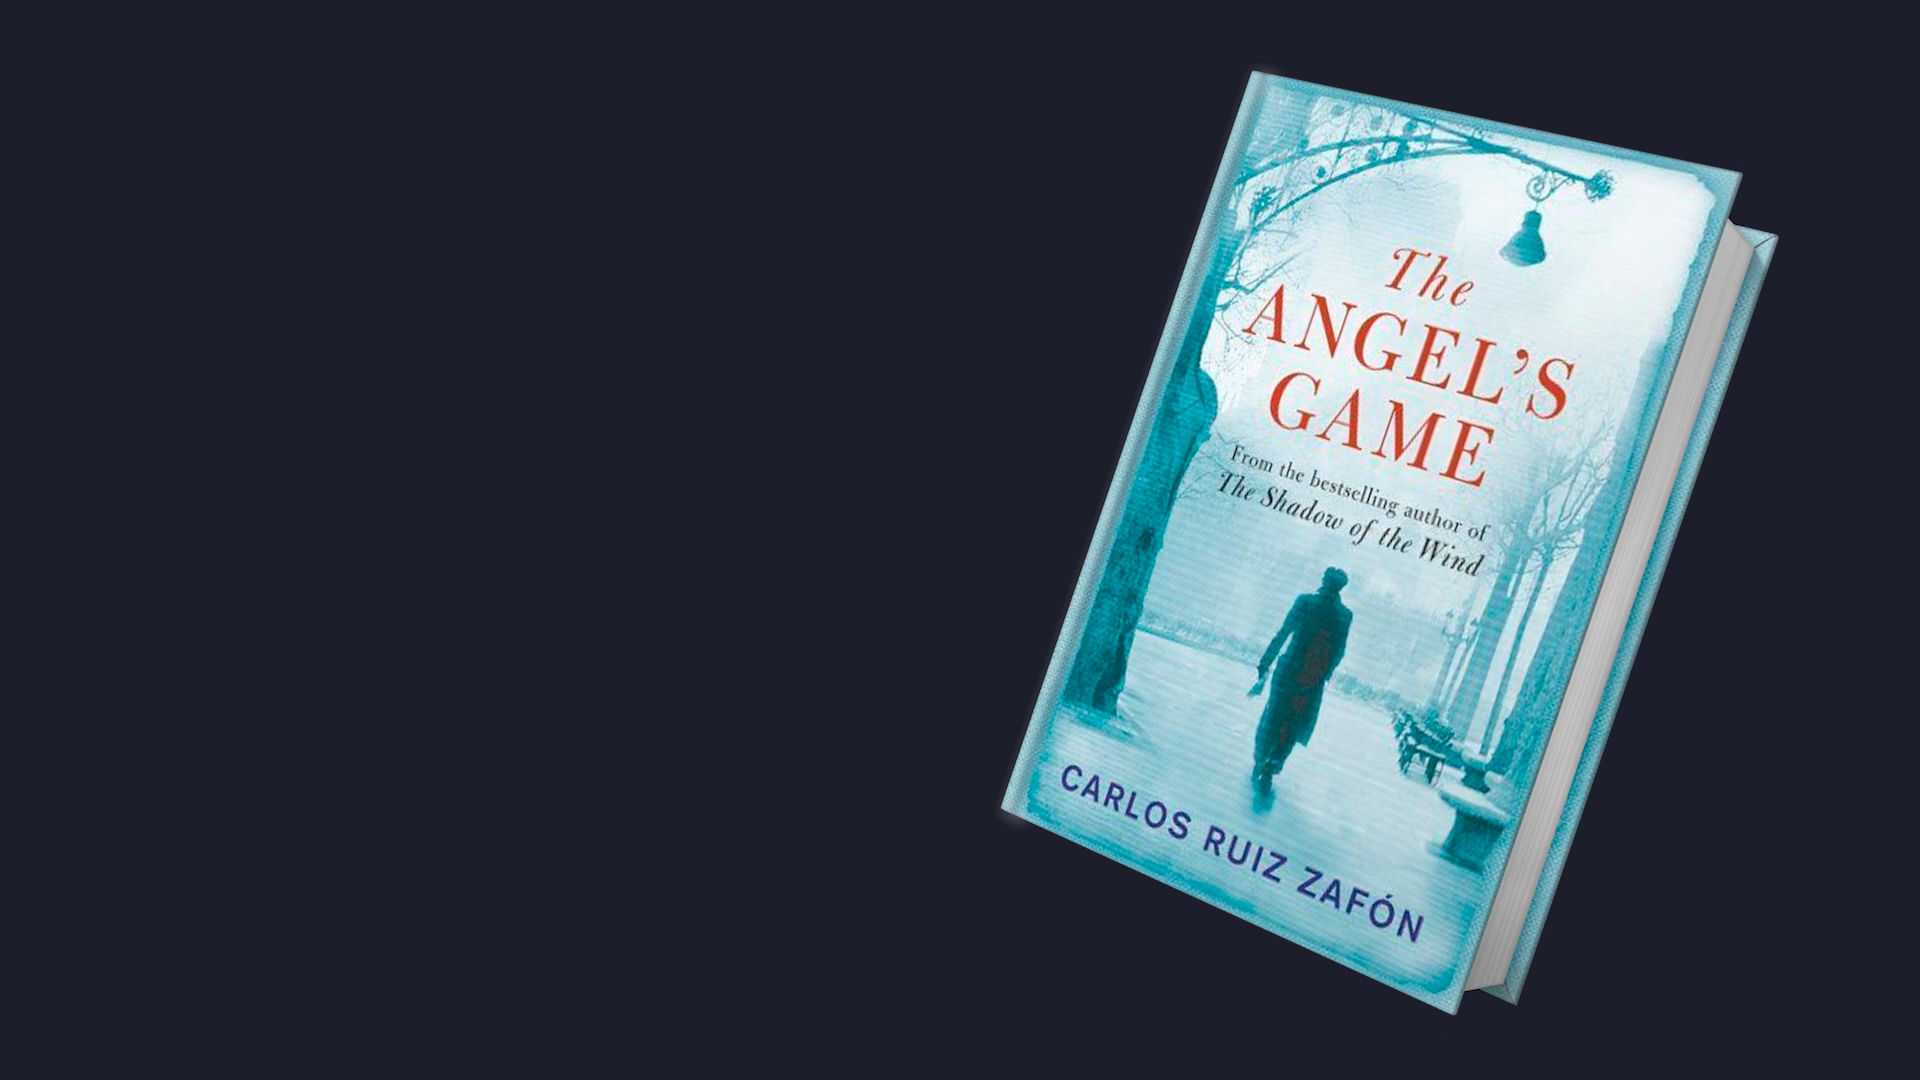 The
ANGEL’S
GAME
From the bestselling author of
The Shadow of the Wind
CARLOS RUIZ ZAFÓN